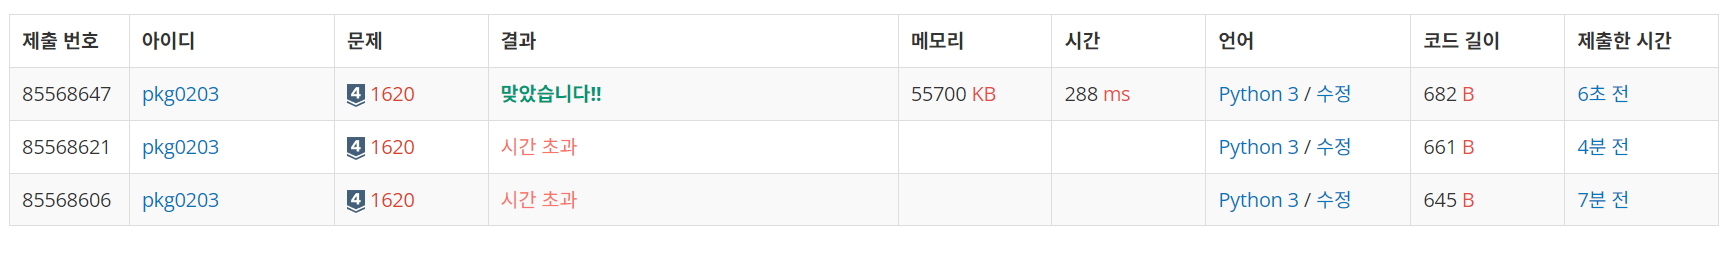 제출 번호 아이디 문제 결과 메모리 시간 언어 코드 길이 제출한 시간
85568647 pkg0203 4 1620 맞았습니다!! 55700 KB 288 ms Python 3 / 수정 682 B 6초 전
85568621 pkg0203 4 1620 시간 초과 Python 3 / 수정 661 B 4분 전
85568606 pkg0203 4 1620 시간 초과 Python 3 / 수정 645 B 7분 전